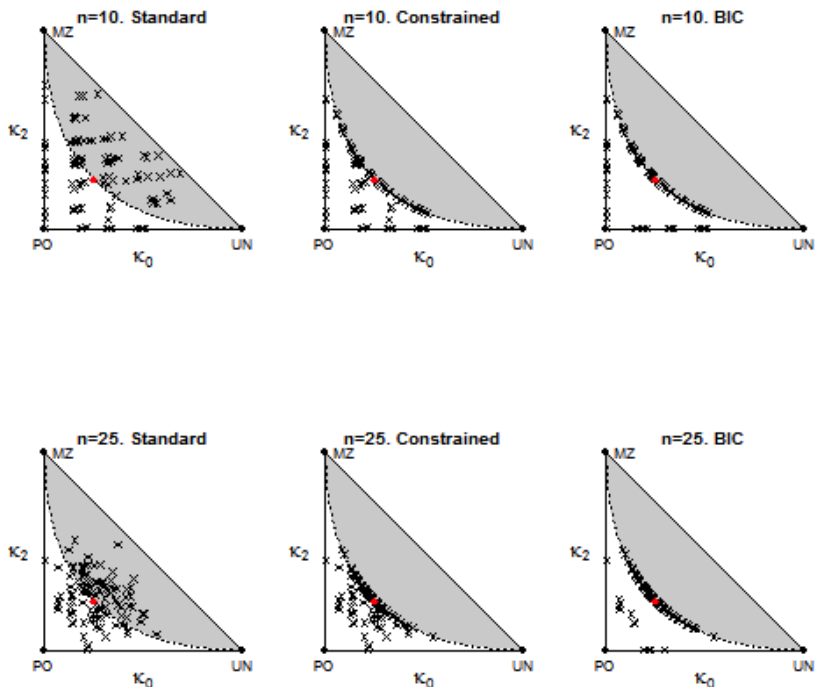 n=10. Standard
n=10. Constrained
n=10. BIC
MZ
MZ
MZ
κ2
κ2
κ2
PO
UN
PO
UN
PO
UN
κ0
κ0
κ0
n=25. Standard
n=25. Constrained
n=25. BIC
MZ
MZ
MZ
κ2
κ2
κ2
PO
UN
PO
UN
PO
UN
κ0
κ0
κ0